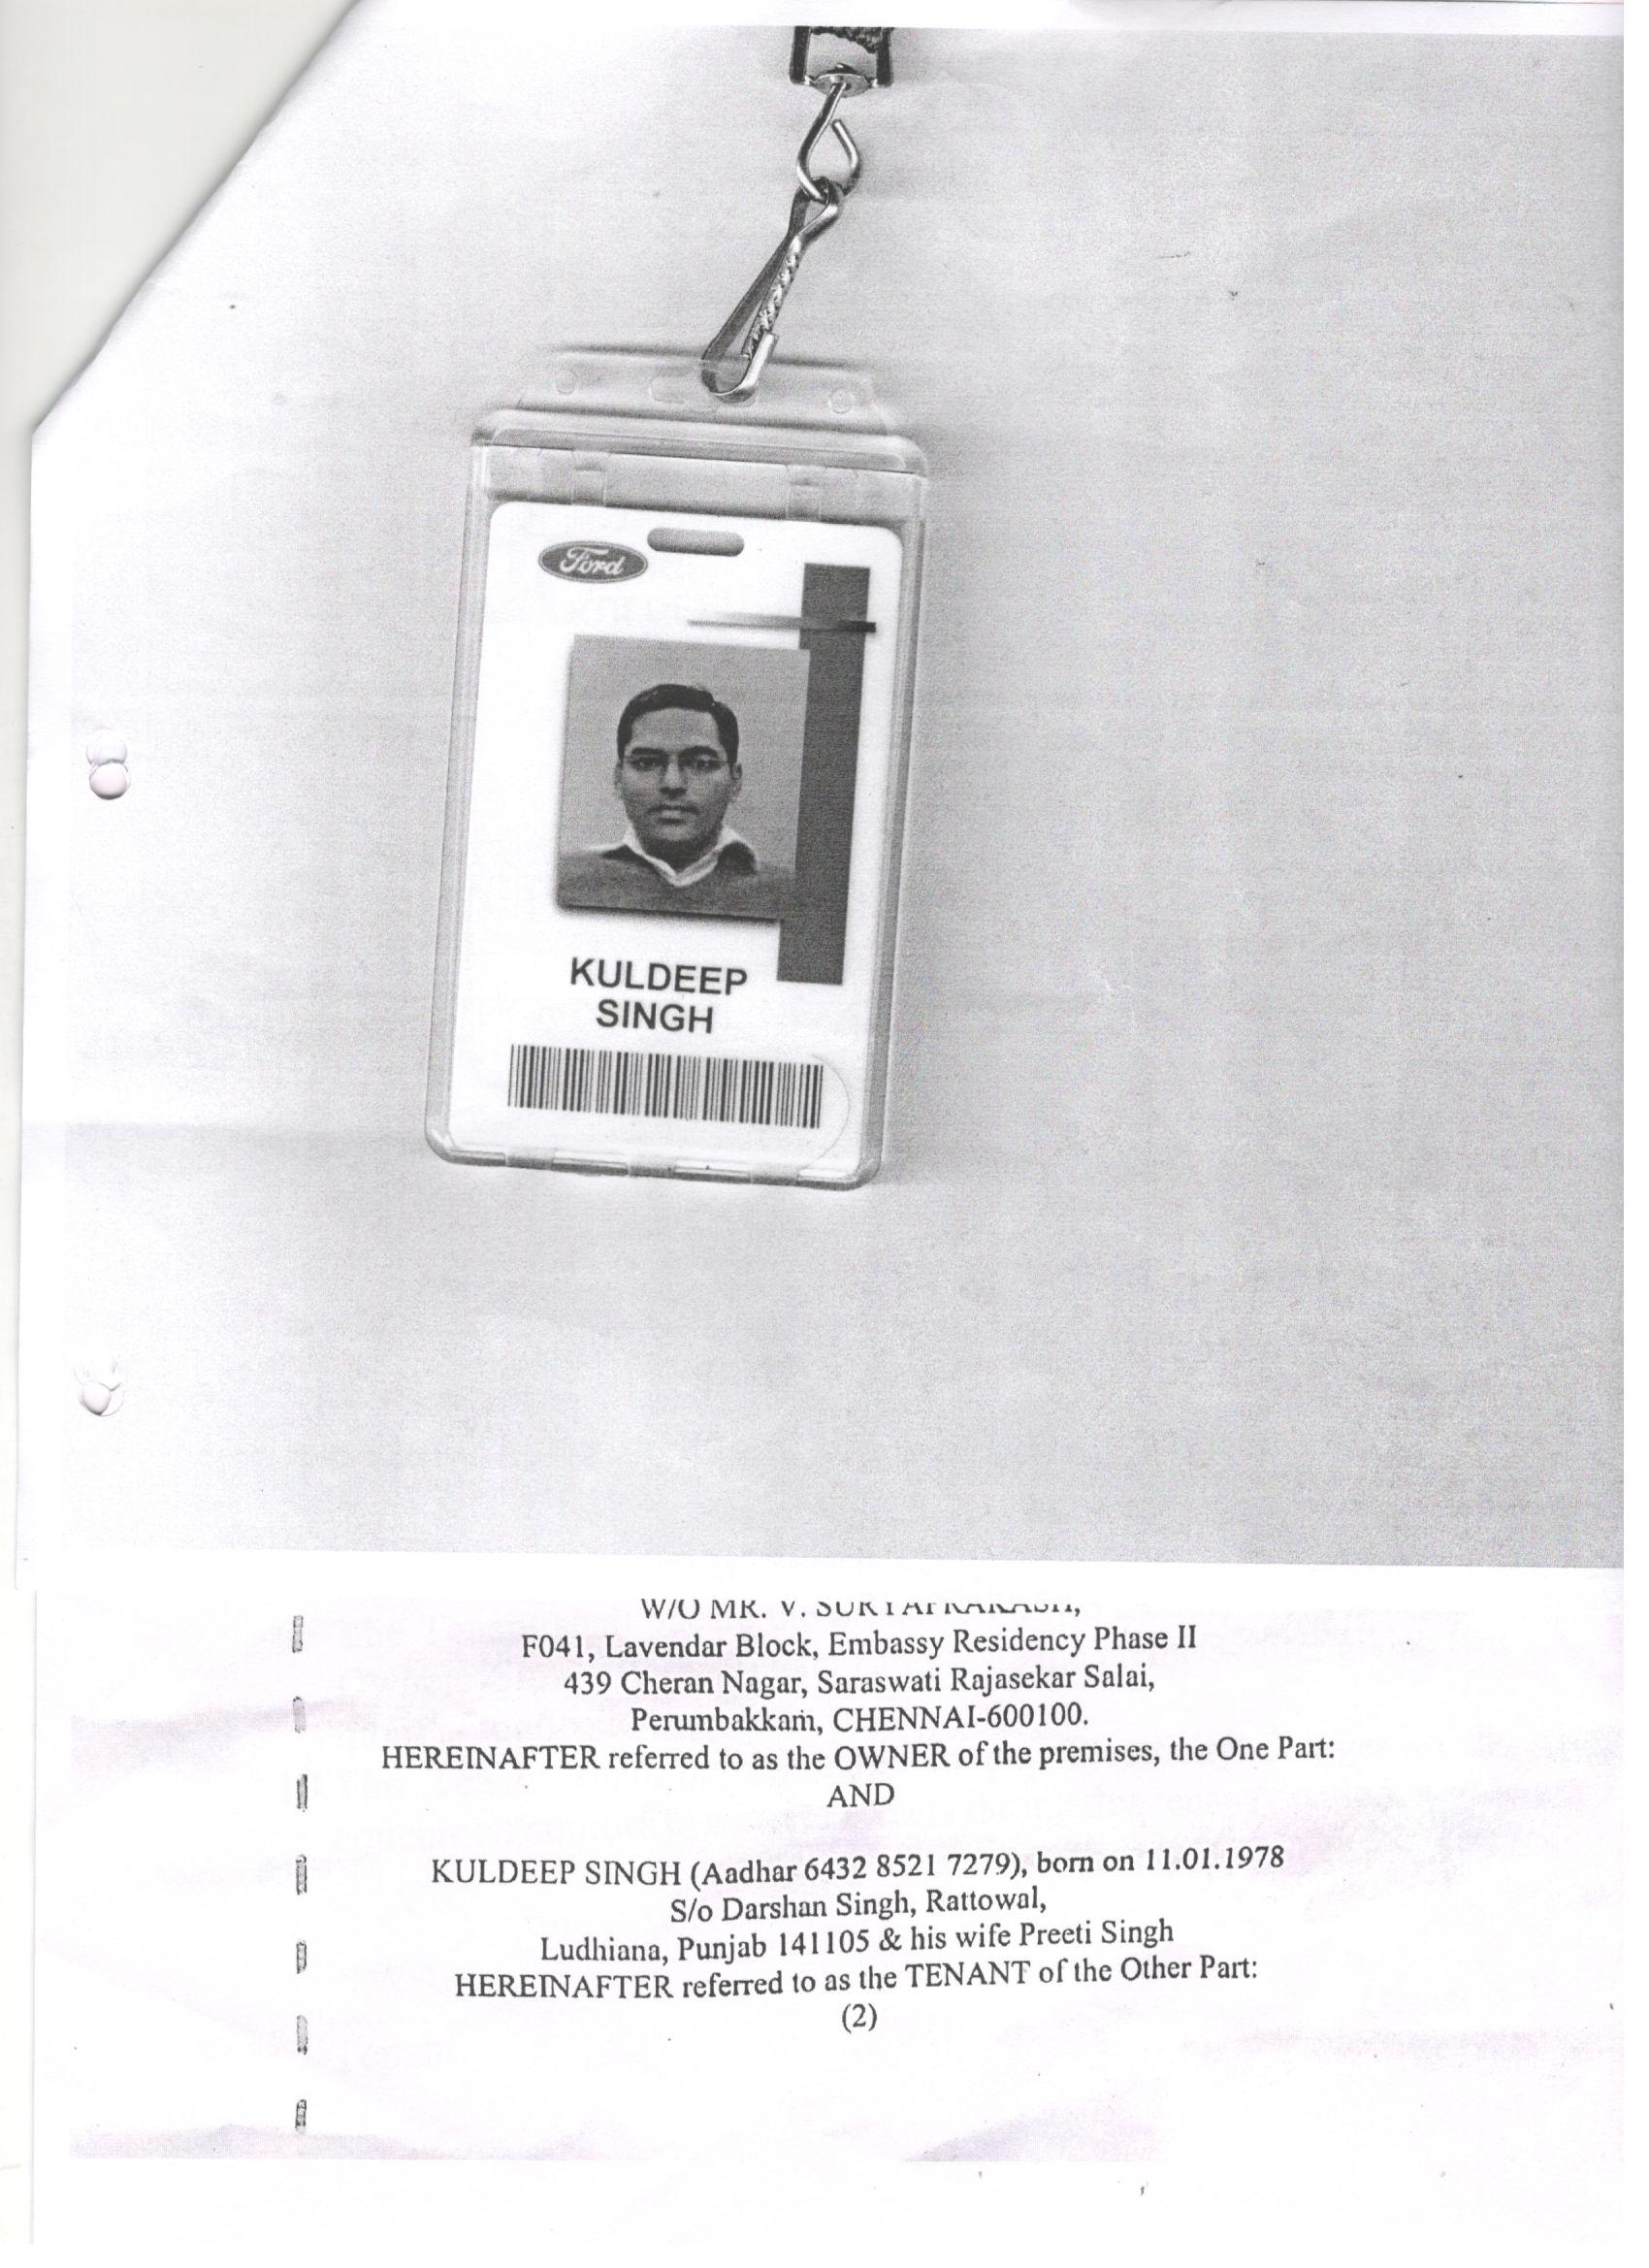 Ford
KULDEEP
SINGH
W/O MR. V.
F041, Lavendar Block, Embassy Residency Phase II
439 Cheran Nagar, Saraswati Rajasekar Salai,
Perumbakkam, CHENNAI-600100.
HEREINAFTER referred to as the OWNER of the premises, the One Part:
AND
KULDEEP SINGH (Aadhar 6432 8521 7279), born on 11.01.1978
S/o Darshan Singh, Rattowal,
Ludhiana, Punjab 141105 & his wife Preeti Singh
HEREINAFTER referred to as the TENANT of the Other Part:
(2)